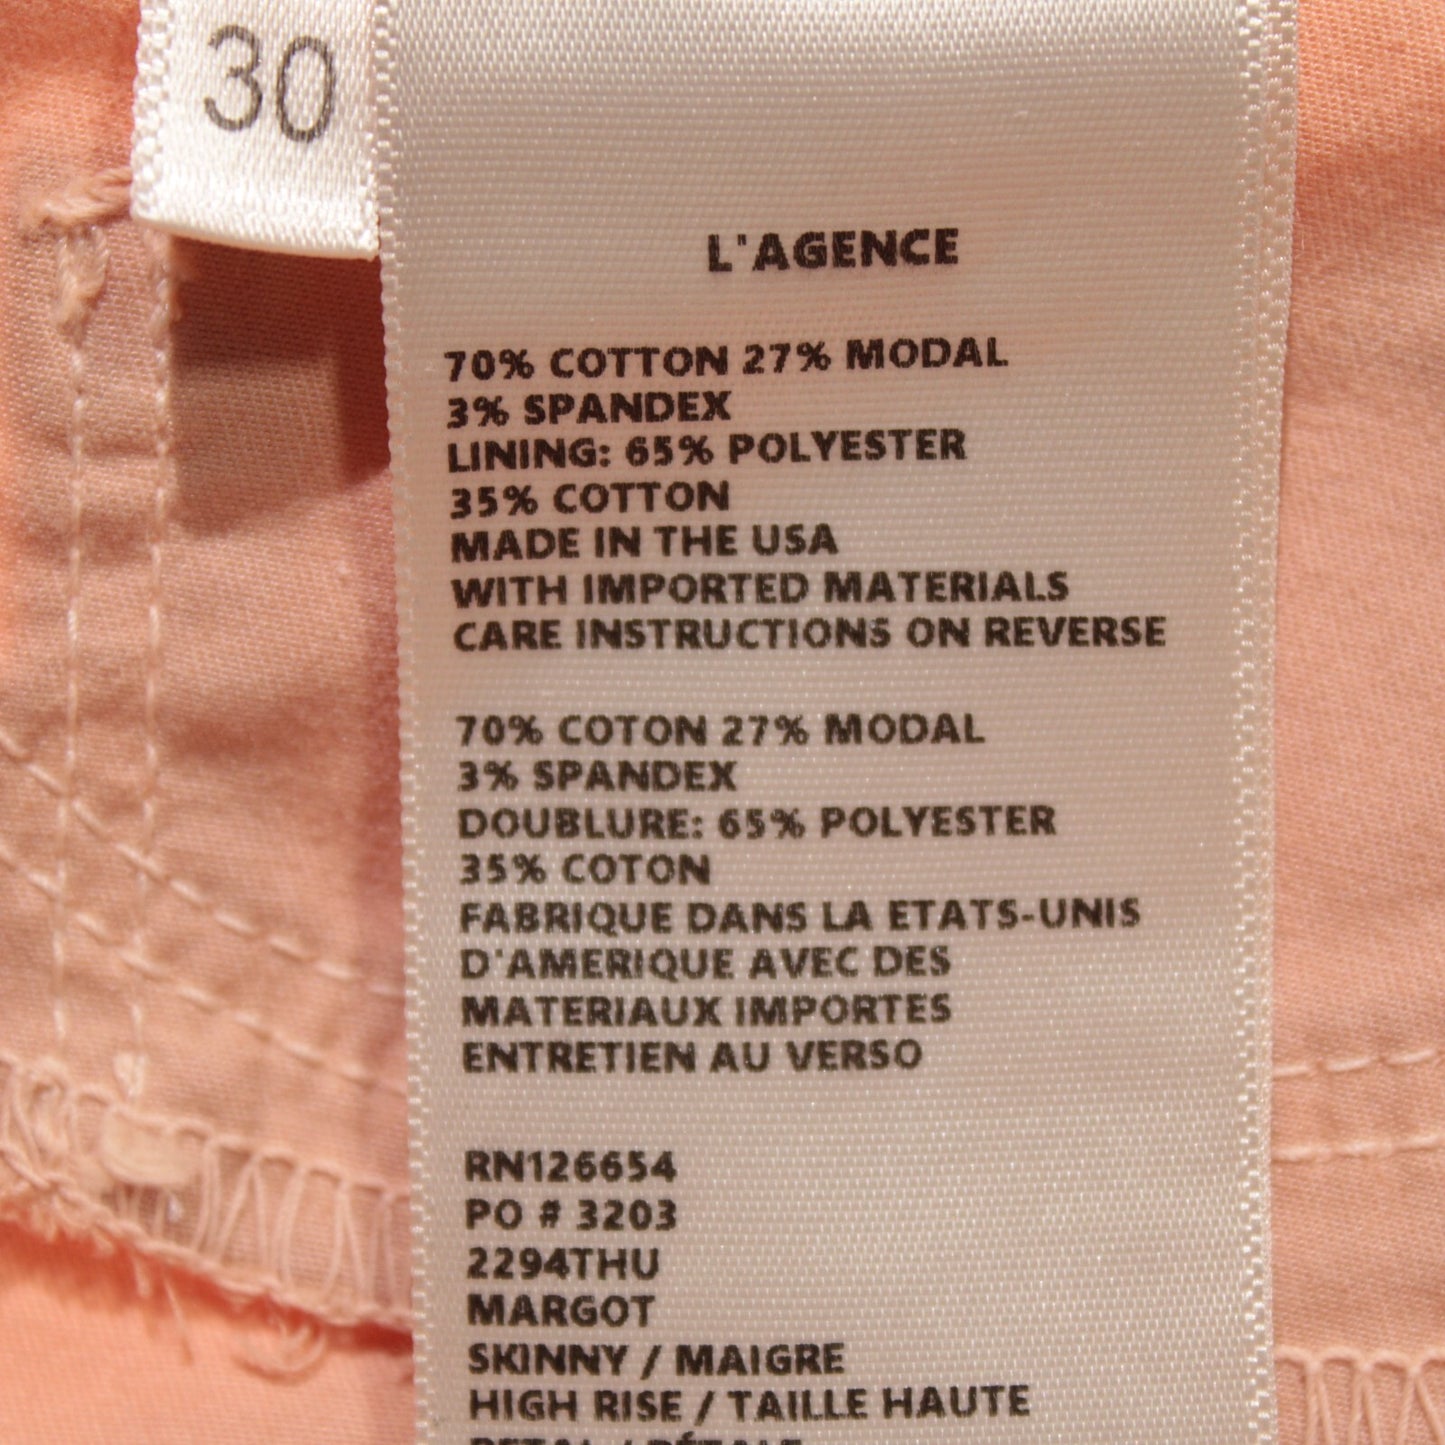 30
L'AGENCE
70% COTTON 27% MODAL
3% SPANDEX
LINING: 65% POLYESTER
35% COTTON
MADE IN THE USA
WITH IMPORTED MATERIALS
CARE INSTRUCTIONS ON REVERSE
70% COTON 27% MODAL
3% SPANDEX
DOUBLURE: 65% POLYESTER
35% COTON
FABRIQUE DANS LA ETATS-UNIS
D'AMERIQUE AVEC DES
MATERIAUX IMPORTES
ENTRETIEN AU VERSO
RN126654
PO # 3203
2294THU
MARGOT
SKINNY / MAIGRE
HIGH RISE / TAILLE HAUTE
PETAL / PÉTALE